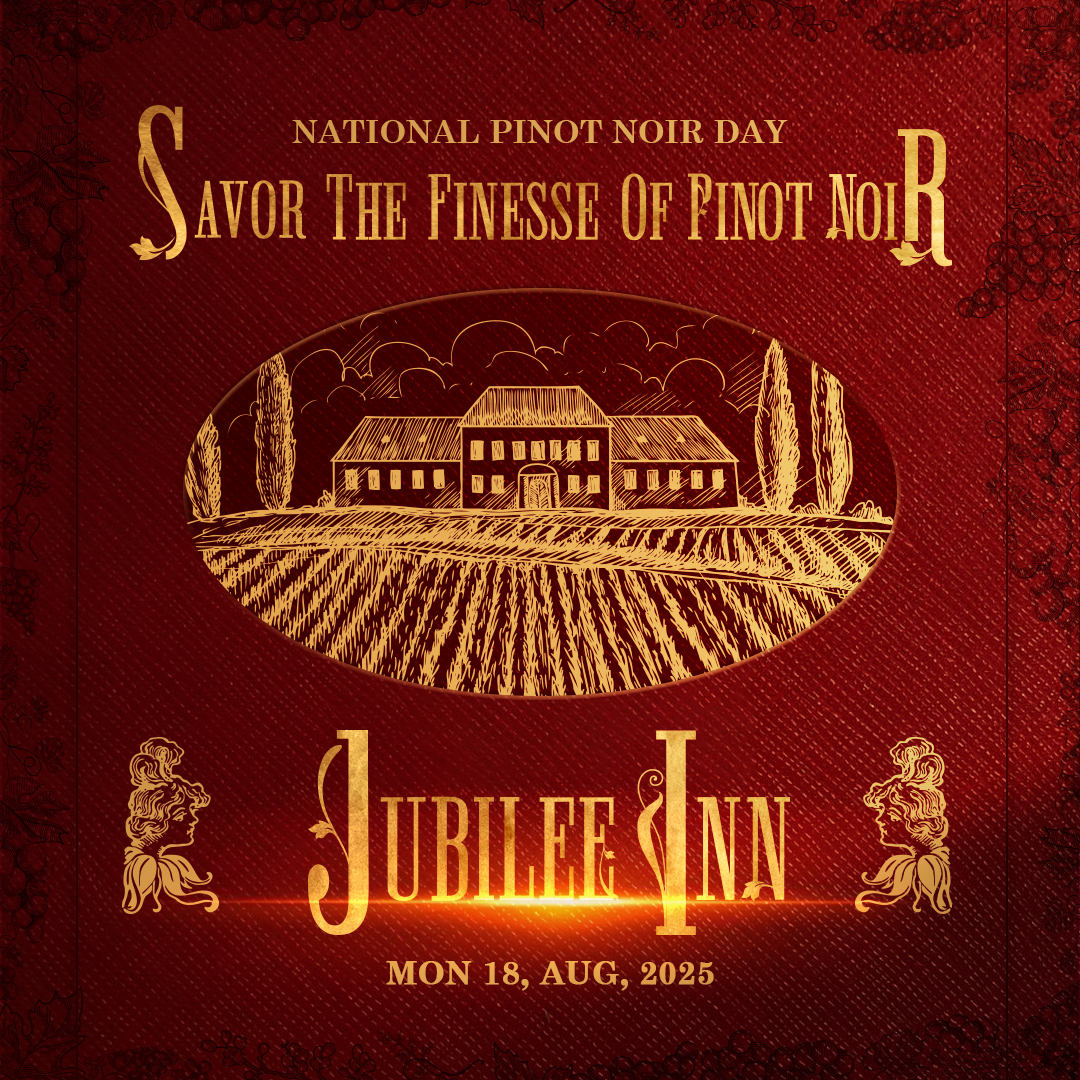 NATIONAL PINOT NOIR DAY
SAVOR THE FINESSE OF PINOT NOIR
JUBILEE INN
MON 18, AUG, 2025